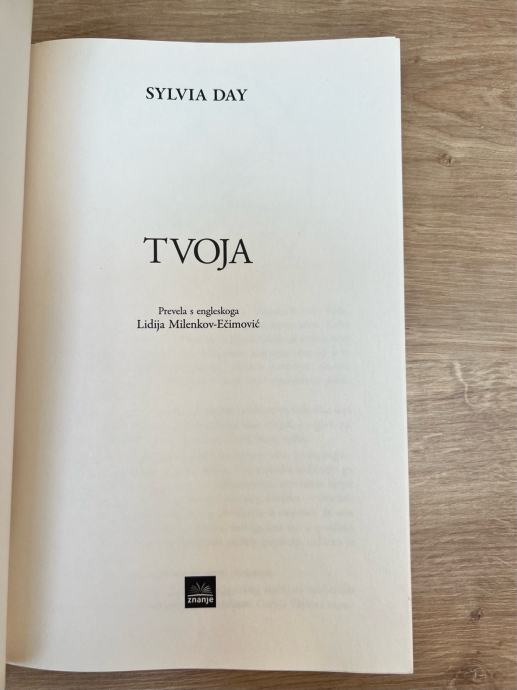 SYLVIA DAY
TVOJA
Prevela s engleskoga
Lidija Milenkov-Ečimović
znanje